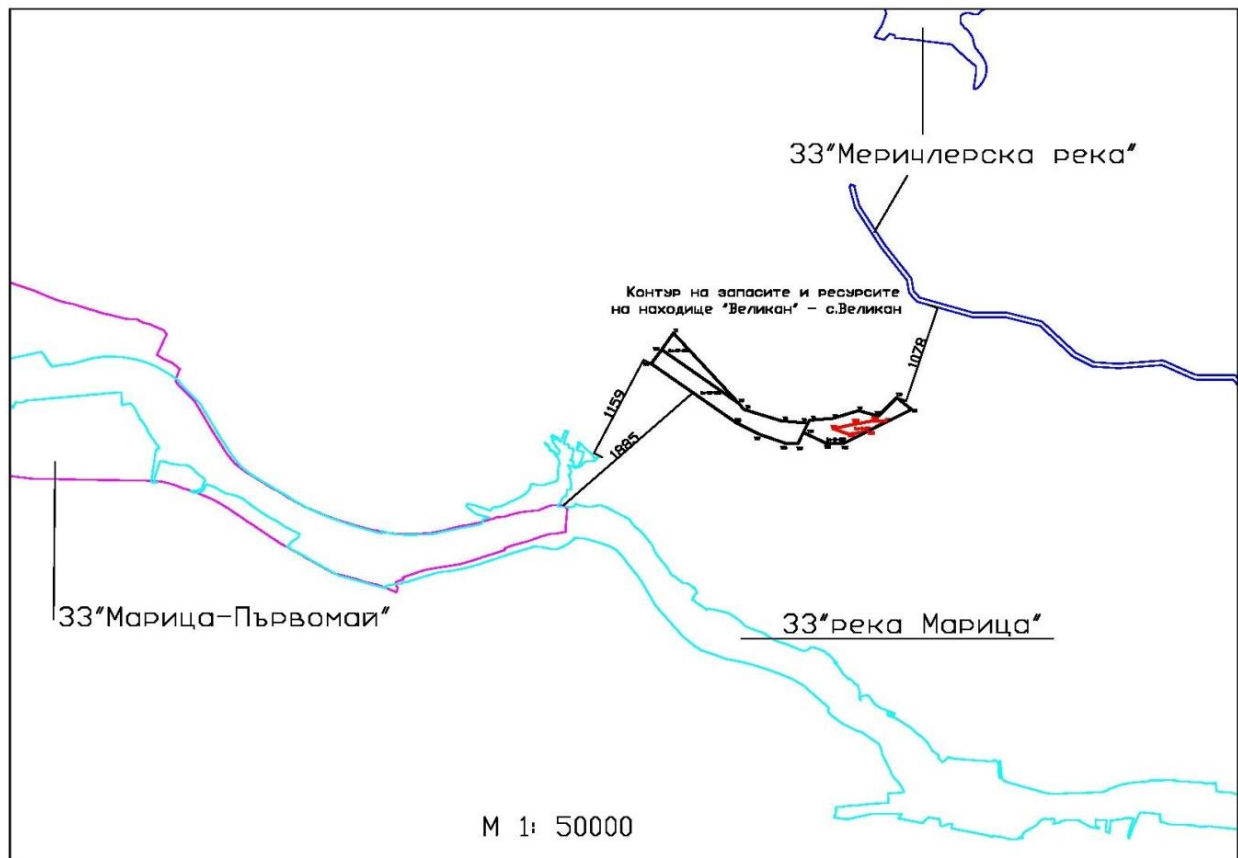 ЗЗ"Меричлерска река"
Контур на запасите и ресурсите
на находище "Великан" - с.Великан
1078
1159
1885
ЗЗ"Марица-Първомай"
ЗЗ"река Марица"
М 1: 50000